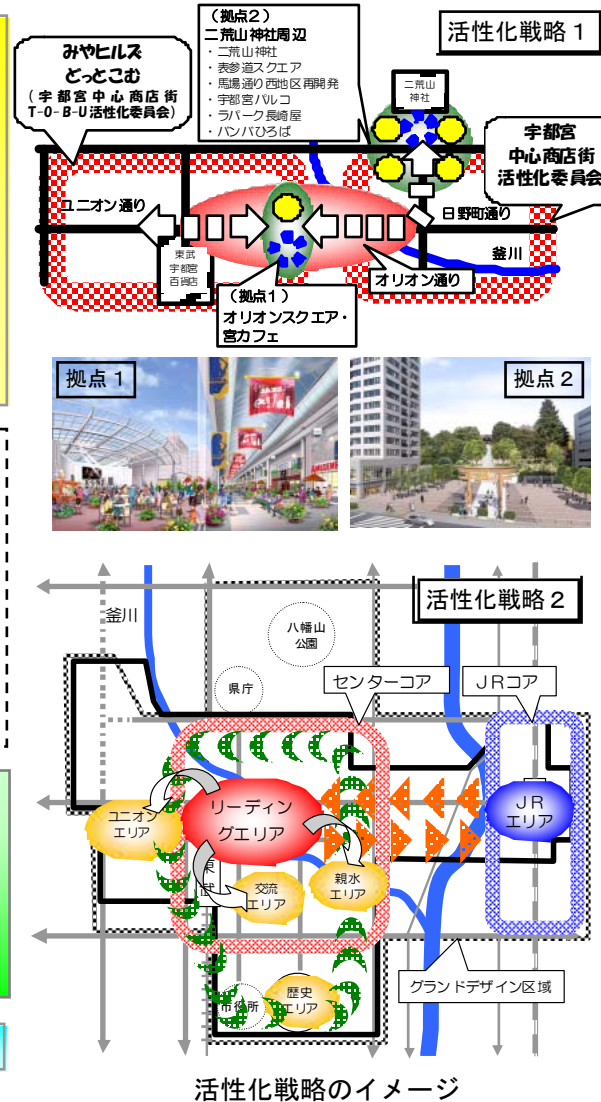 活性化戦略1
(拠点2)
二荒山神社周辺
・二荒山神社
・表参道スクエア
・馬場通り西地区再開発
・宇都宮パルコ
・ラパーク長崎屋
・バンバひろば
みやヒルズ
どっとこむ
(宇都宮中心商店街
T-O-B-U活性化委員会)
二荒山
神社
宇都宮
中心商店街
活性化委員会
ユニオン通り
日野町通り
釜川
東武
宇都宮
百貨店
オリオン通り
(拠点1)
オリオンスクエア・
宮カフェ
拠点1
拠点2
活性化戦略2
釜川
八幡山
公園
県庁
センターコア
JRコア
ユニオン
エリア
リーディン
グエリア
JR
エリア
東武
交流
エリア
親水
エリア
市役所
歴史
エリア
グランドデザイン区域
活性化戦略のイメージ